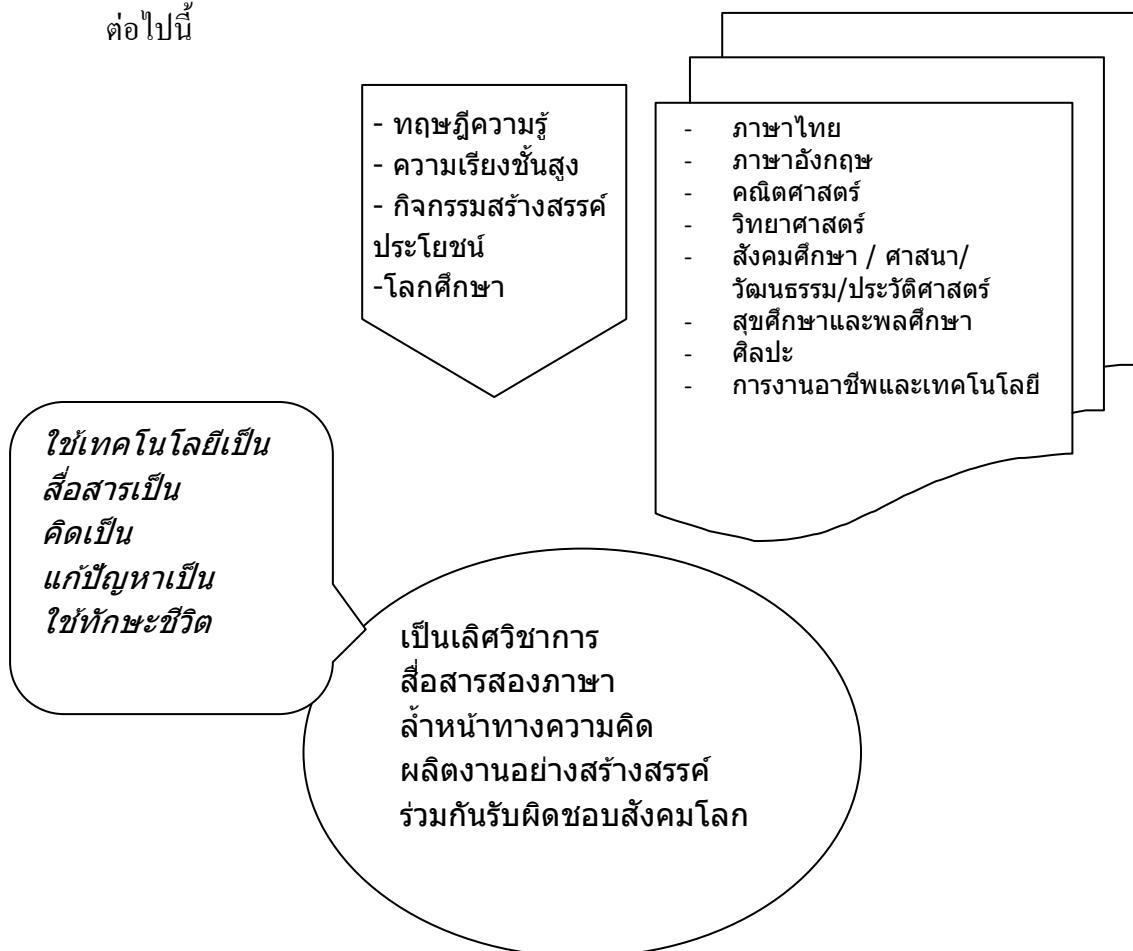 ต่อไปนี้
- ทฤษฎีความรู้
- ความเรียงชั้นสูง
- กิจกรรมสร้างสรรค์
ประโยชน์
-โลกศึกษา
- ภาษาไทย
- ภาษาอังกฤษ
- คณิตศาสตร์
- วิทยาศาสตร์
- สังคมศึกษา / ศาสนา/
วัฒนธรรม/ประวัติศาสตร์
- สุขศึกษาและพลศึกษา
- ศิลปะ
- การงานอาชีพและเทคโนโลยี
ใช้เทคโนโลยีเป็น
สื่อสารเป็น
คิดเป็น
แก้ปัญหาเป็น
ใช้ทักษะชีวิต
เป็นเลิศวิชาการ
สื่อสารสองภาษา
ล้ำหน้าทางความคิด
ผลิตงานอย่างสร้างสรรค์
ร่วมกันรับผิดชอบสังคมโลก